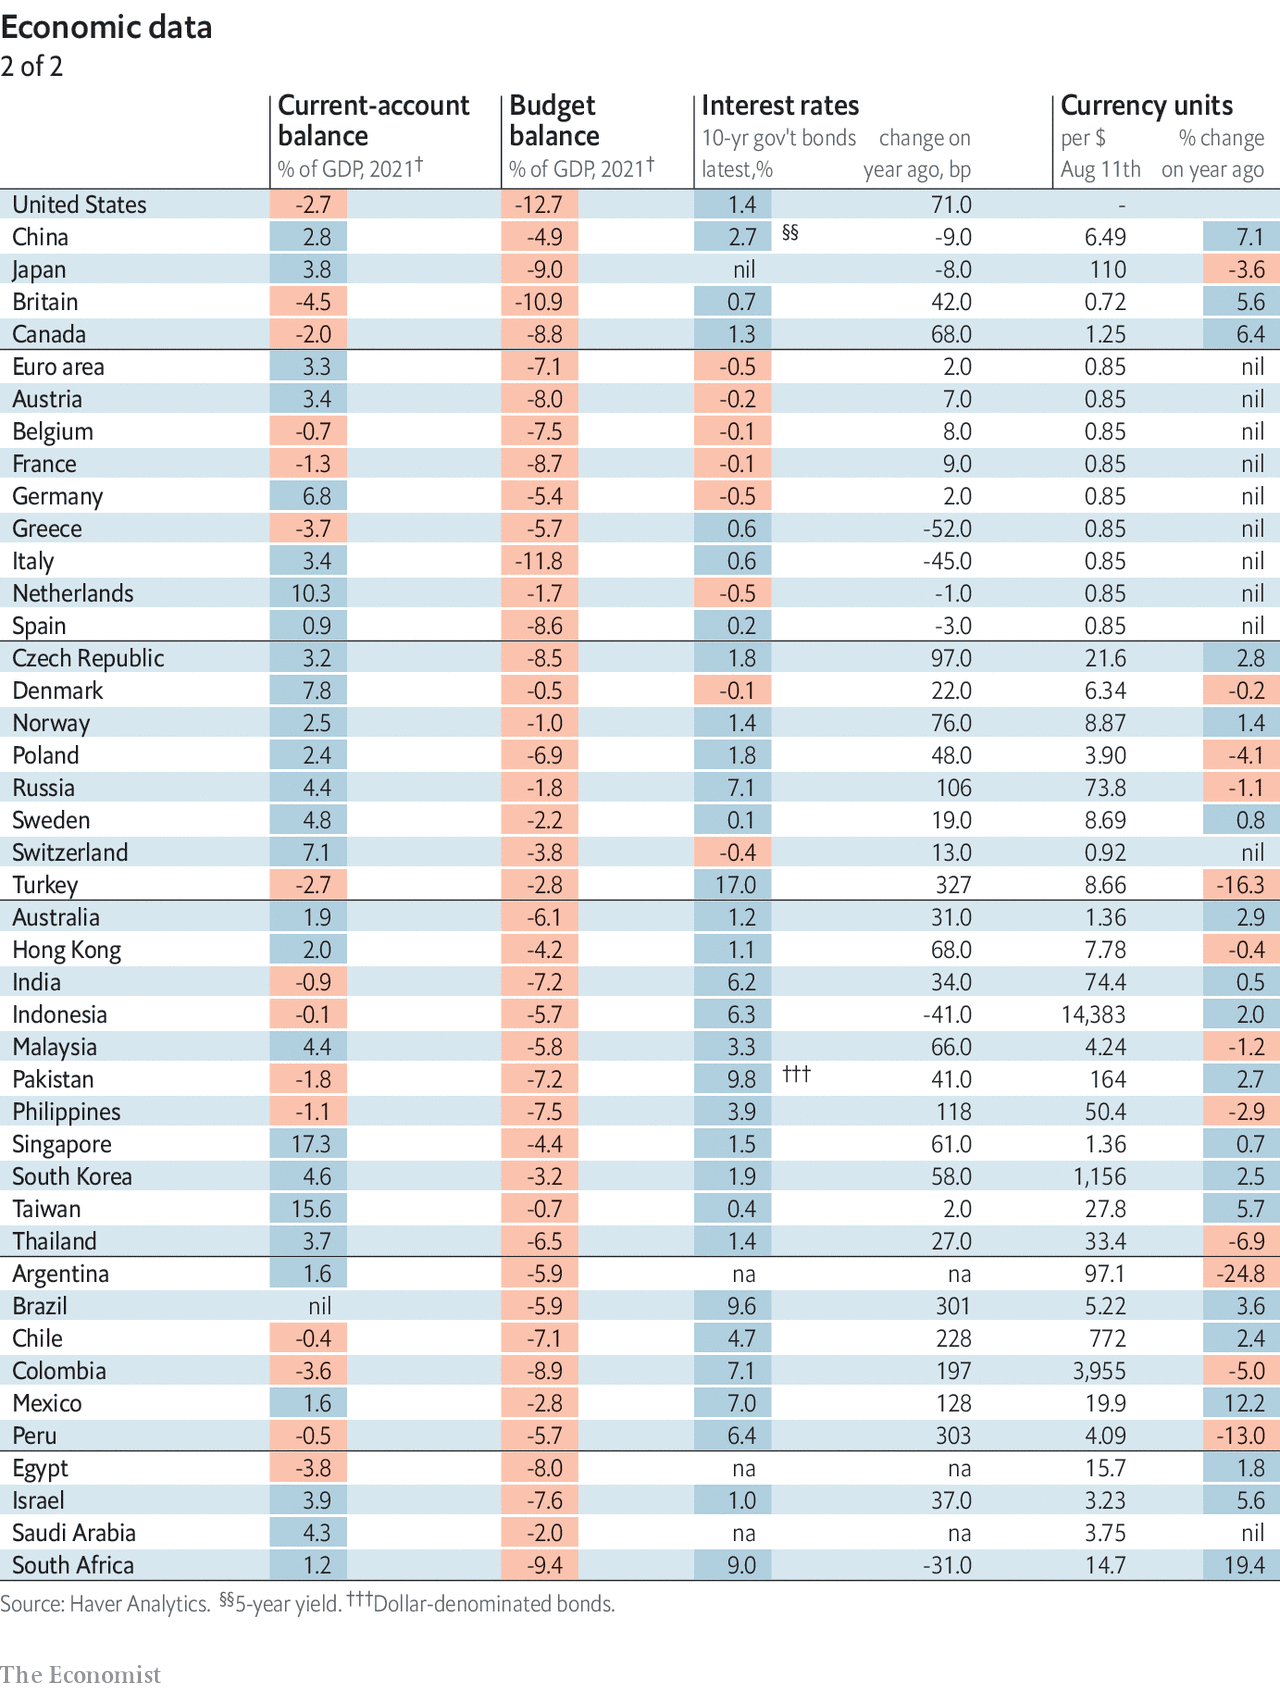 Economic data
2 of 2
Current-account balance % of GDP, 2021† Budget balance % of GDP, 2021† Interest rates 10-yr gov't bonds latest,% change on year ago, bp Currency units per $ Aug 11th % change on year ago
United States -2.7 -12.7 1.4 71.0 -
China 2.8 -4.9 2.7 §§ -9.0 6.49 7.1
Japan 3.8 -9.0 nil -8.0 110 -3.6
Britain -4.5 -10.9 0.7 42.0 0.72 5.6
Canada -2.0 -8.8 1.3 68.0 1.25 6.4
Euro area 3.3 -7.1 -0.5 2.0 0.85 nil
Austria 3.4 -8.0 -0.2 7.0 0.85 nil
Belgium -0.7 -7.5 -0.1 8.0 0.85 nil
France -1.3 -8.7 -0.1 9.0 0.85 nil
Germany 6.8 -5.4 -0.5 2.0 0.85 nil
Greece -3.7 -5.7 0.6 -52.0 0.85 nil
Italy 3.4 -11.8 0.6 -45.0 0.85 nil
Netherlands 10.3 -1.7 -0.5 -1.0 0.85 nil
Spain 0.9 -8.6 0.2 -3.0 0.85 nil
Czech Republic 3.2 -8.5 1.8 97.0 21.6 2.8
Denmark 7.8 -0.5 -0.1 22.0 6.34 -0.2
Norway 2.5 -1.0 1.4 76.0 8.87 1.4
Poland 2.4 -6.9 1.8 48.0 3.90 -4.1
Russia 4.4 -1.8 7.1 106 73.8 -1.1
Sweden 4.8 -2.2 0.1 19.0 8.69 0.8
Switzerland 7.1 -3.8 -0.4 13.0 0.92 nil
Turkey -2.7 -2.8 17.0 327 8.66 -16.3
Australia 1.9 -6.1 1.2 31.0 1.36 2.9
Hong Kong 2.0 -4.2 1.1 68.0 7.78 -0.4
India -0.9 -7.2 6.2 34.0 74.4 0.5
Indonesia -0.1 -5.7 6.3 -41.0 14,383 2.0
Malaysia 4.4 -5.8 3.3 66.0 4.24 -1.2
Pakistan -1.8 -7.2 9.8 ††† 41.0 164 2.7
Philippines -1.1 -7.5 3.9 118 50.4 -2.9
Singapore 17.3 -4.4 1.5 61.0 1.36 0.7
South Korea 4.6 -3.2 1.9 58.0 1,156 2.5
Taiwan 15.6 -0.7 0.4 2.0 27.8 5.7
Thailand 3.7 -6.5 1.4 27.0 33.4 -6.9
Argentina 1.6 -5.9 na na 97.1 -24.8
Brazil nil -5.9 9.6 301 5.22 3.6
Chile -0.4 -7.1 4.7 228 772 2.4
Colombia -3.6 -8.9 7.1 197 3,955 -5.0
Mexico 1.6 -2.8 7.0 128 19.9 12.2
Peru -0.5 -5.7 6.4 303 4.09 -13.0
Egypt -3.8 -8.0 na na 15.7 1.8
Israel 3.9 -7.6 1.0 37.0 3.23 5.6
Saudi Arabia 4.3 -2.0 na na 3.75 nil
South Africa 1.2 -9.4 9.0 -31.0 14.7 19.4
Source: Haver Analytics. §§5-year yield. †††Dollar-denominated bonds.
The Economist